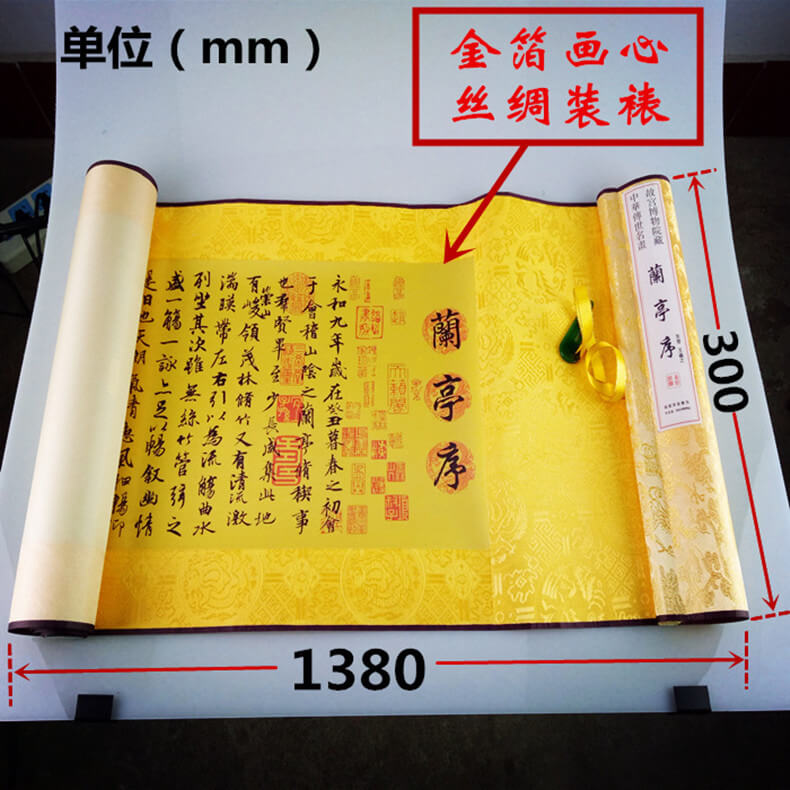 单位（mm）
金箔画心
丝绸装裱
故宮博物院藏
中華傳世名畫
蘭亭序
蘭亭序
永和九年歲在癸丑暮春之初會
于會稽山陰之蘭亭脩稧事
也羣賢畢至少長咸集此地
有崇山峻領茂林脩竹又有清流激
湍暎帶左右引以為流觴曲水
列坐其次雖無絲竹管弦之
盛一觴一詠亦足以暢敘幽情
是日也天朗氣清惠風和暢仰
300
1380